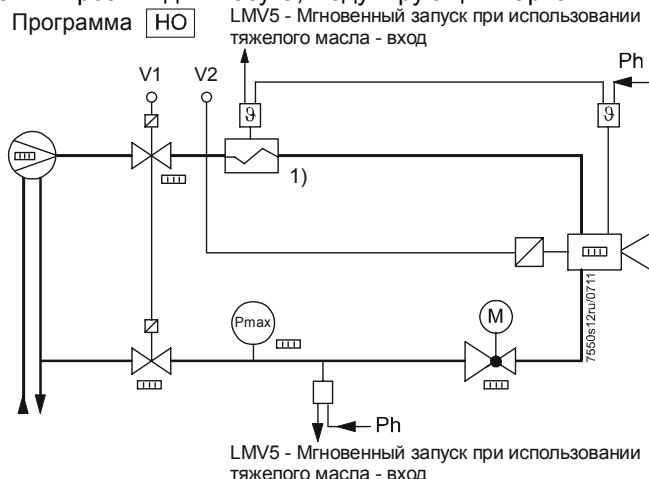 Программа HO
LMV5 - Мгновенный запуск при использовании
тяжелого масла - вход
Ph
V1
V2
ϑ
ϑ
1)
Pmax
M
7550s12ru/0711
Ph
LMV5 - Мгновенный запуск при использовании
тяжелого масла - вход